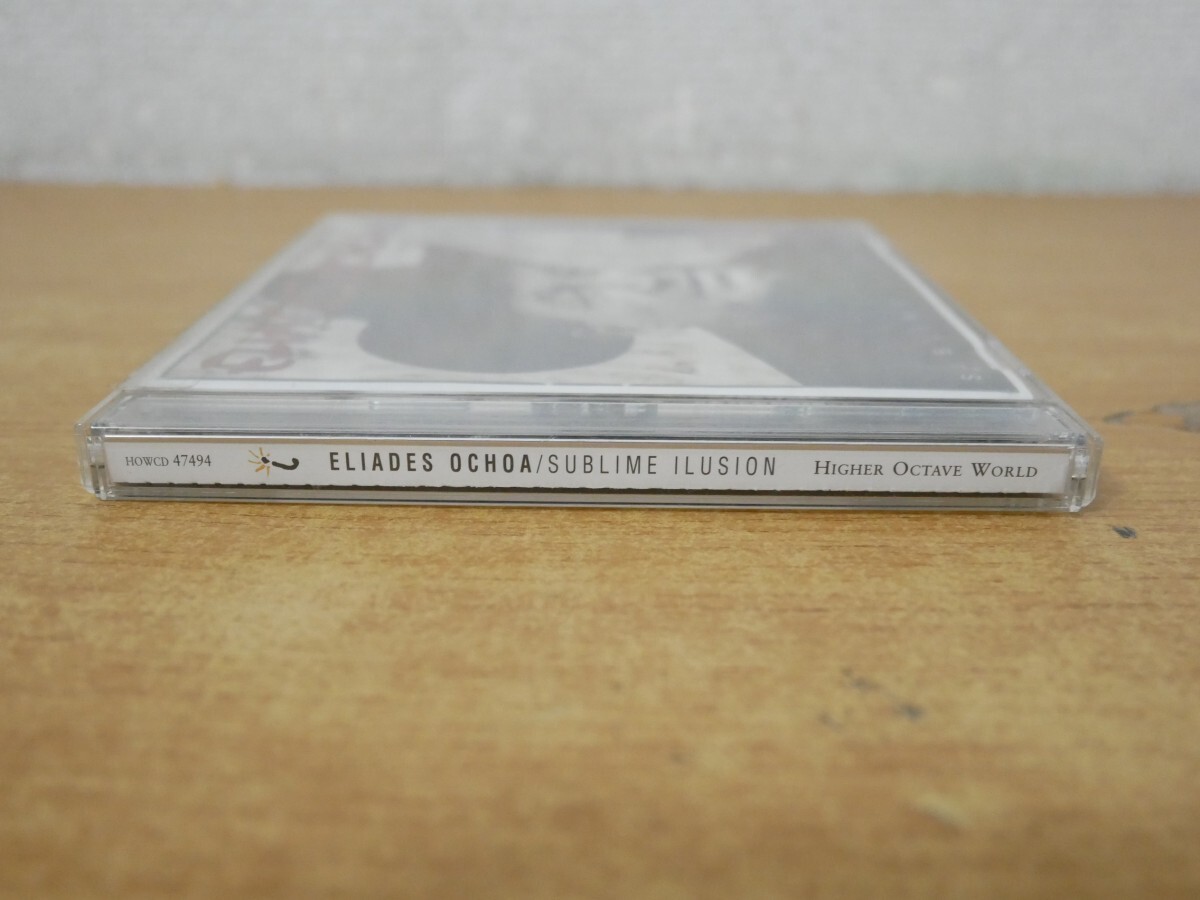 HOWCD 47494 ELIADES OCHOA/SUBLIME ILUSION HIGHER OCTAVE WORLD